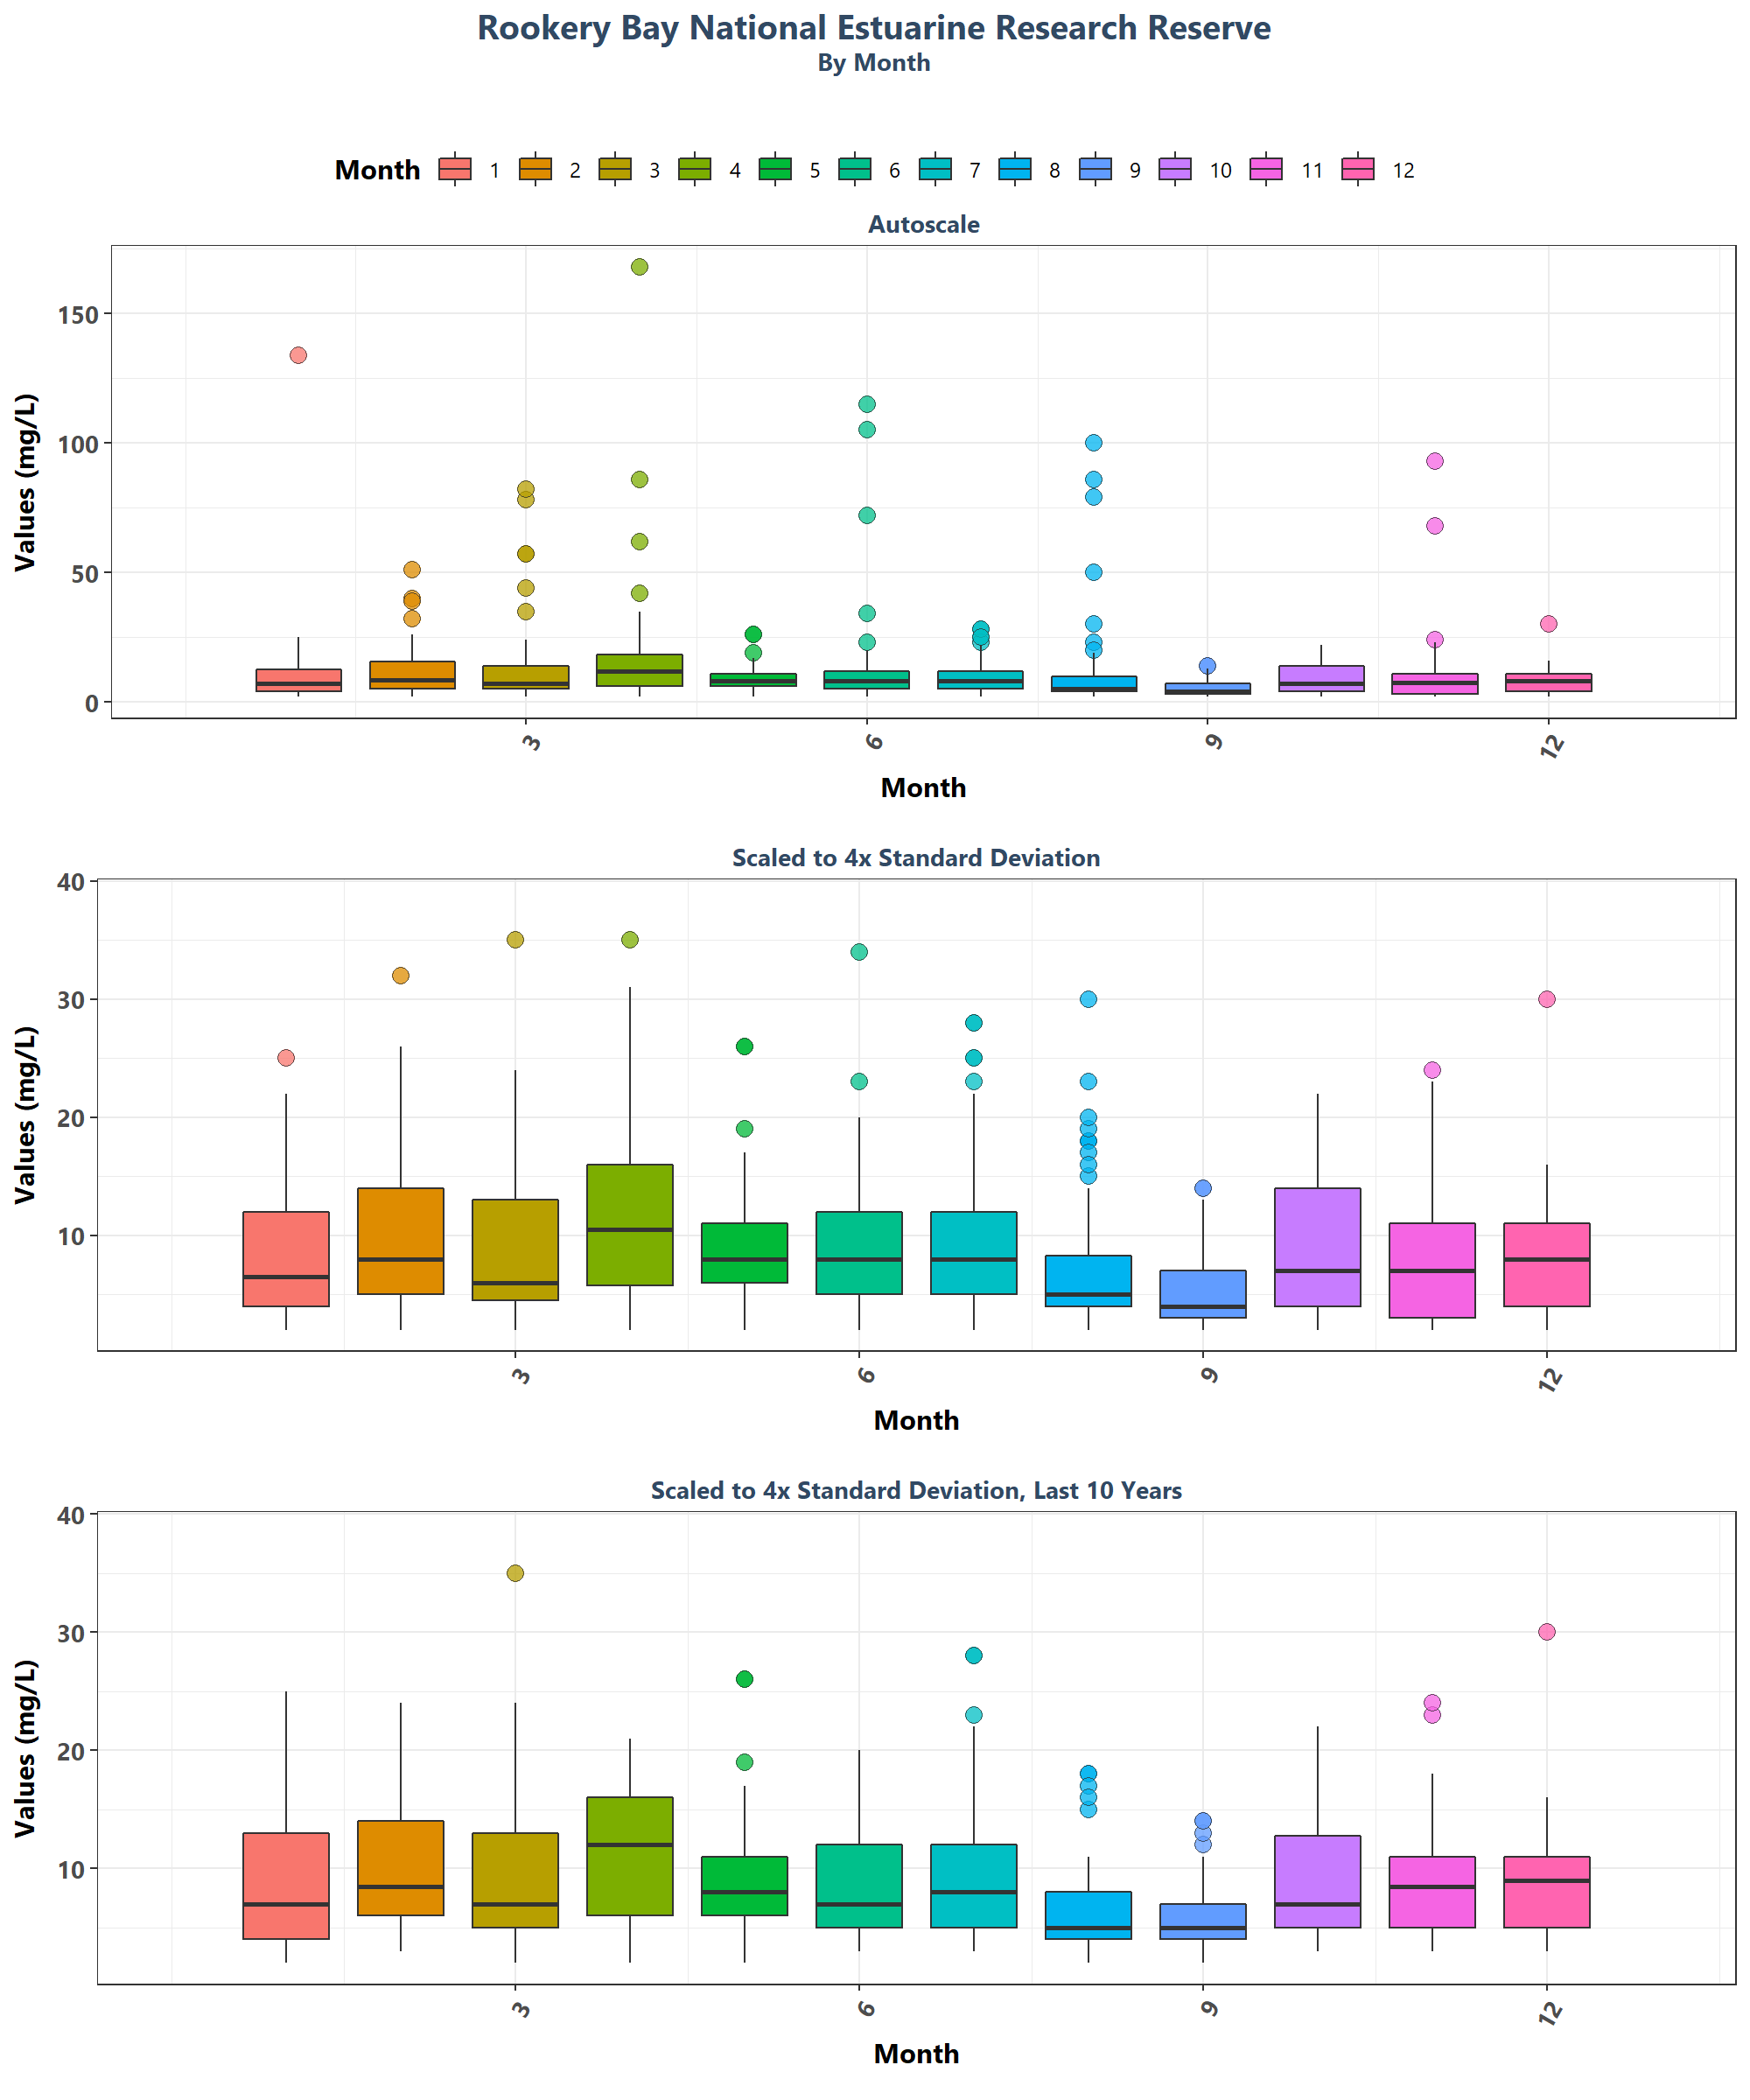 Rookery Bay National Estuarine Research Reserve
By Month
Month 1 2 3 4 5 6 7 8 9 10 11 12
Autoscale
Values (mg/L)
150
100
50
0
3 6 9 12
Month
Scaled to 4x Standard Deviation
Values (mg/L)
40
30
20
10
3 6 9 12
Month
Scaled to 4x Standard Deviation, Last 10 Years
Values (mg/L)
40
30
20
10
3 6 9 12
Month